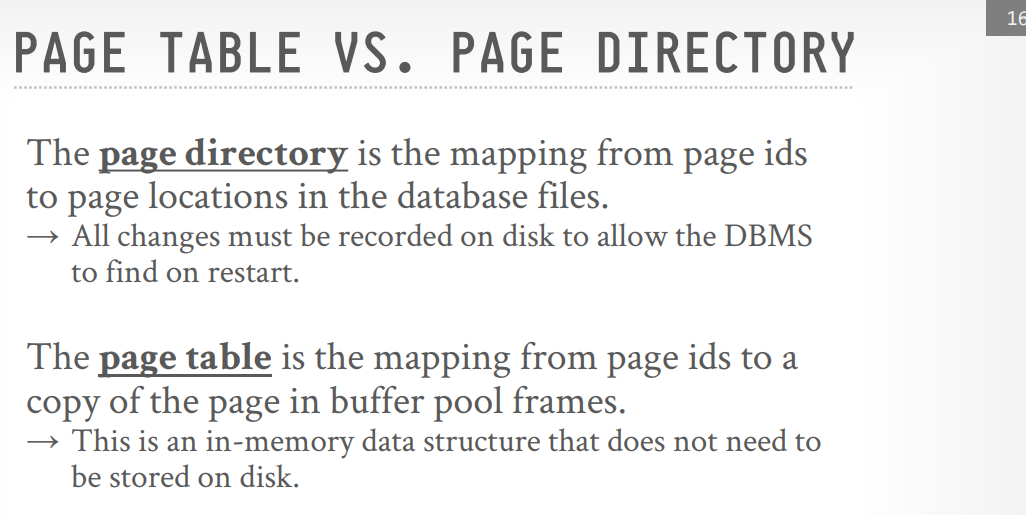 16
PAGE TABLE VS. PAGE DIRECTORY
The page directory is the mapping from page ids
to page locations in the database files.
→ All changes must be recorded on disk to allow the DBMS
to find on restart.
The page table is the mapping from page ids to a
copy of the page in buffer pool frames.
→ This is an in-memory data structure that does not need to
be stored on disk.